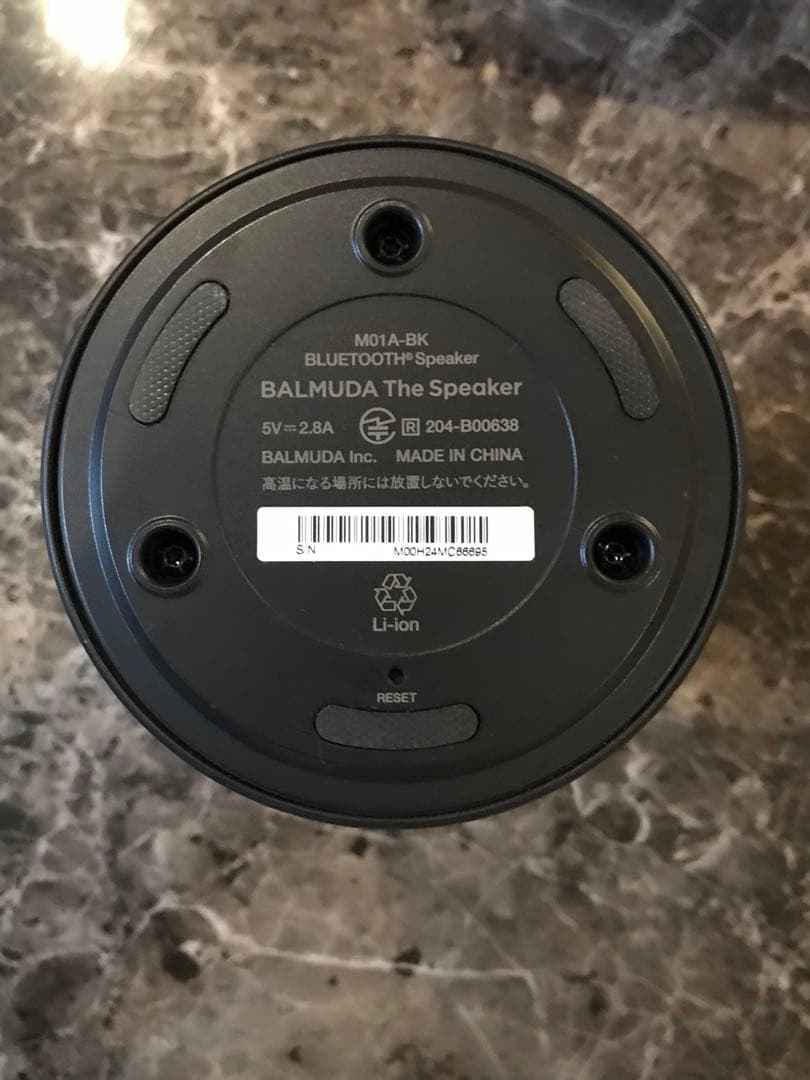 M01A-BK
BLUETOOTH® Speaker
BALMUDA The Speaker
5V⎓2.8A R 204-B00638
BALMUDA Inc. MADE IN CHINA
高温になる場所には放置しないでください。
S/N M00H24MC66695
Li-ion
RESET